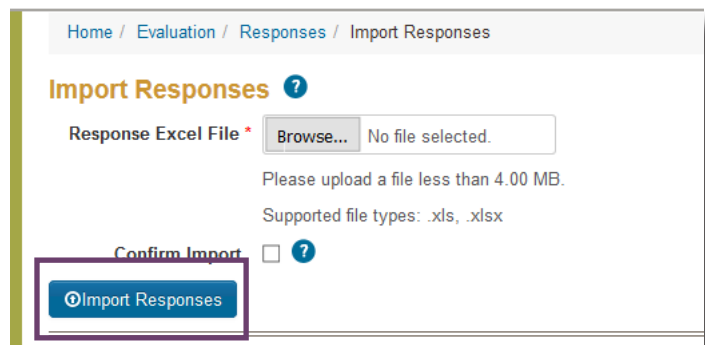 Home / Evaluation / Responses / Import Responses
Import Responses ?
Response Excel File * Browse... No file selected.
Please upload a file less than 4.00 MB.
Supported file types: .xls, .xlsx
Confirm Import ?
Import Responses